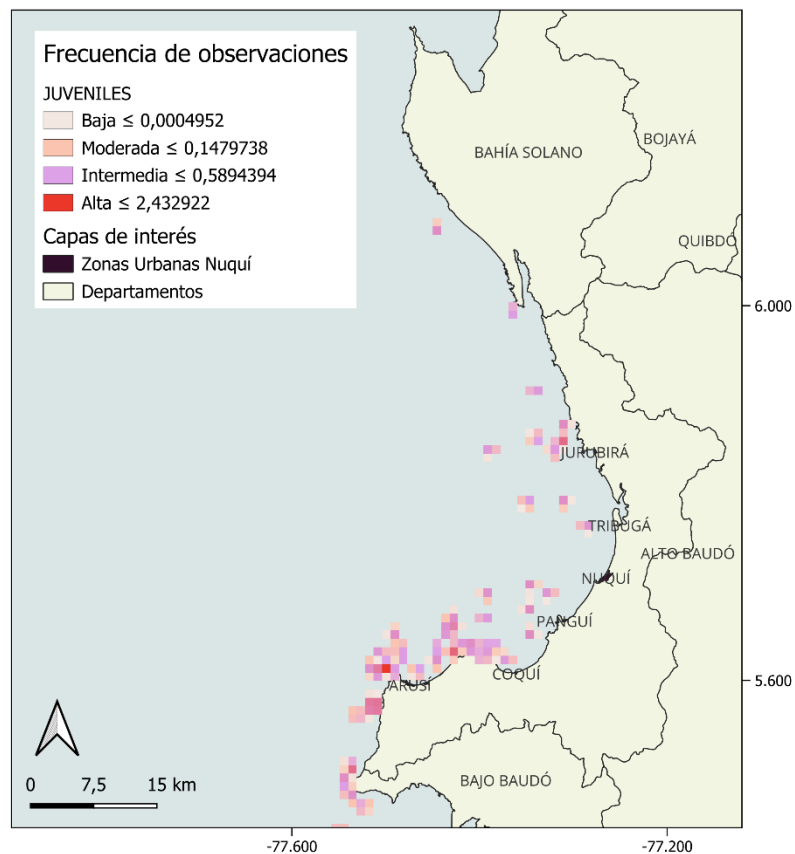 Frecuencia de observaciones
JUVENILES
Baja ≤ 0,0004952
Moderada ≤ 0,1479738
Intermedia ≤ 0,5894394
Alta ≤ 2,432922
Capas de interés
Zonas Urbanas Nuquí
Departamentos
BOJAYÁ
BAHÍA SOLANO
QUIBDÓ
6.000
JURUBIRÁ
TRIBUGÁ
ALTO BAUDÓ
NUQUÍ
PANGUÍ
COQUÍ
5.600
ARUSÍ
BAJO BAUDÓ
0 7,5 15 km
-77.600 -77.200